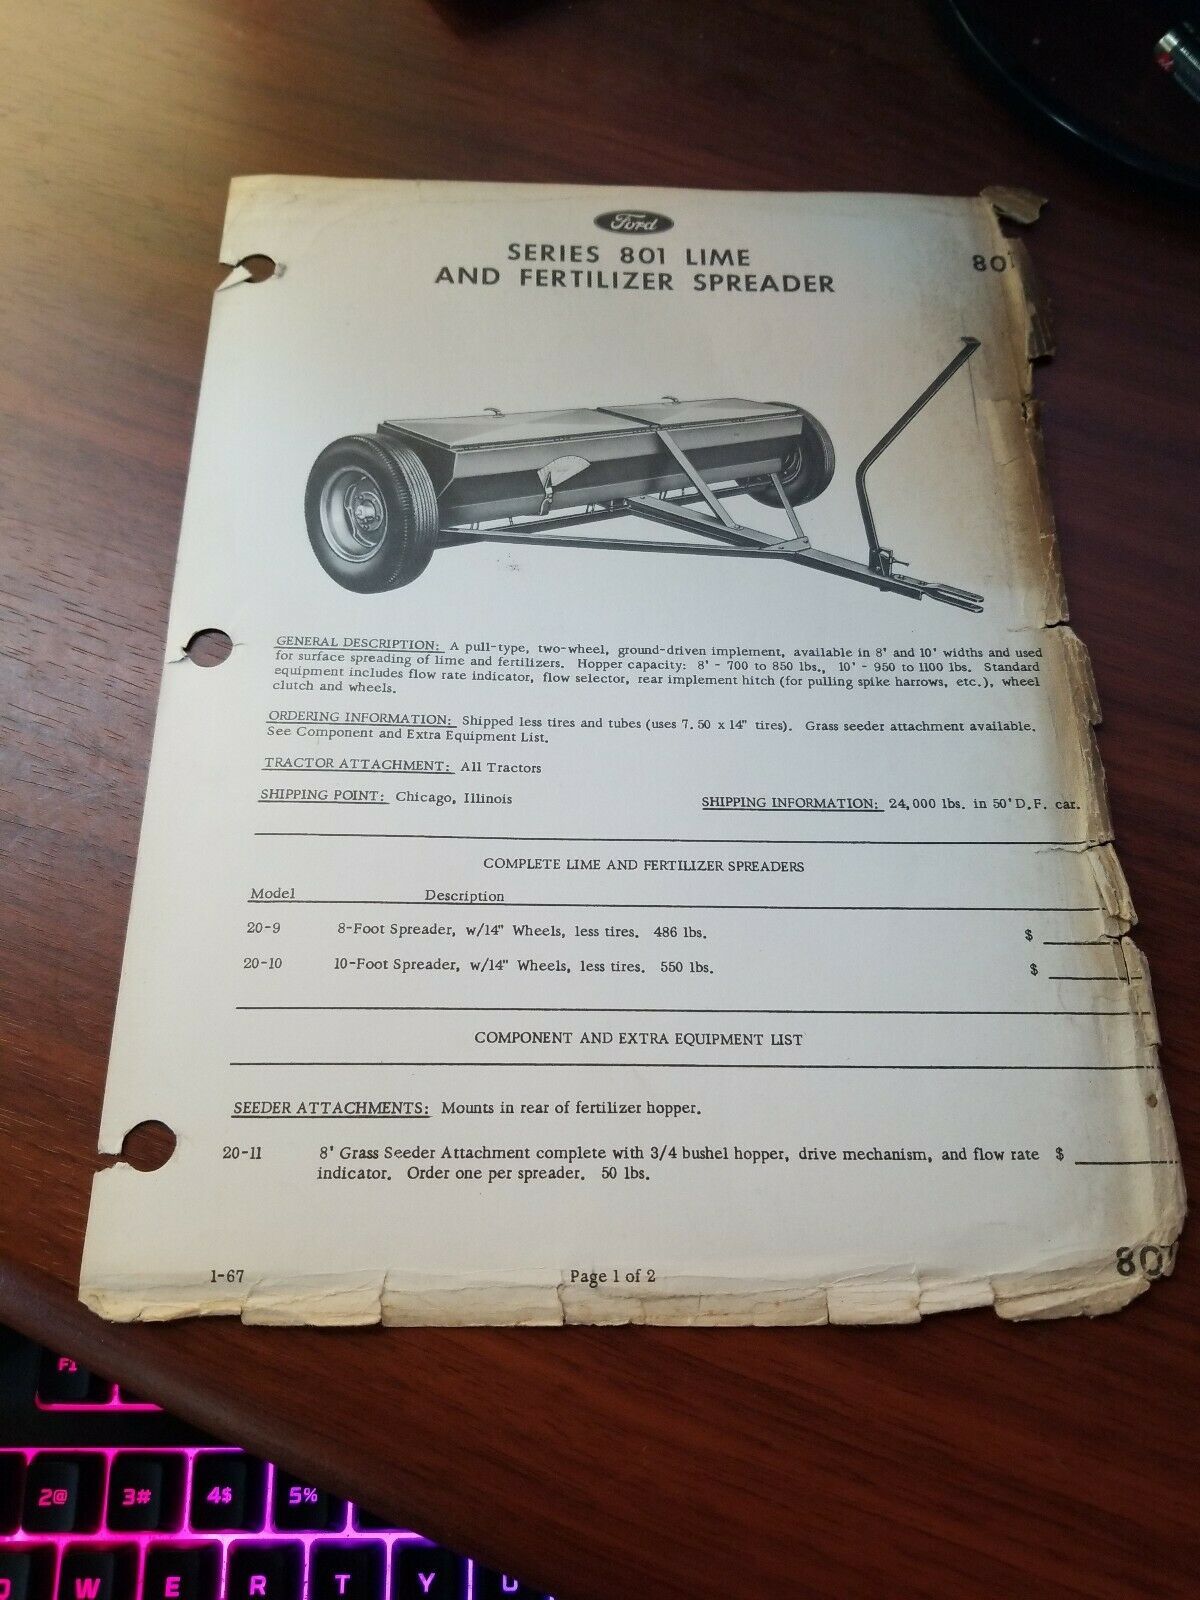 Ford
SERIES 801 LIME
AND FERTILIZER SPREADER
801
GENERAL DESCRIPTION: A pull-type, two-wheel, ground-driven implement, available in 8' and 10' widths and used
for surface spreading of lime and fertilizers. Hopper capacity: 8' - 700 to 850 lbs., 10' - 950 to 1100 lbs. Standard
equipment includes flow rate indicator, flow selector, rear implement hitch (for pulling spike harrows, etc.), wheel
clutch and wheels.
ORDERING INFORMATION: Shipped less tires and tubes (uses 7.50 x 14" tires). Grass seeder attachment available.
See Component and Extra Equipment List.
TRACTOR ATTACHMENT: All Tractors
SHIPPING POINT: Chicago, Illinois
SHIPPING INFORMATION: 24,000 lbs. in 50' D.F. car.
COMPLETE LIME AND FERTILIZER SPREADERS
Model Description
20-9 8-Foot Spreader, w/14" Wheels, less tires. 486 lbs. $
20-10 10-Foot Spreader, w/14" Wheels, less tires. 550 lbs. $
COMPONENT AND EXTRA EQUIPMENT LIST
SEEDER ATTACHMENTS: Mounts in rear of fertilizer hopper.
20-11 8' Grass Seeder Attachment complete with 3/4 bushel hopper, drive mechanism, and flow rate $
indicator. Order one per spreader. 50 lbs.
1-67 Page 1 of 2
801
F1
2@ 3# 4$ 5%
W E R T Y U